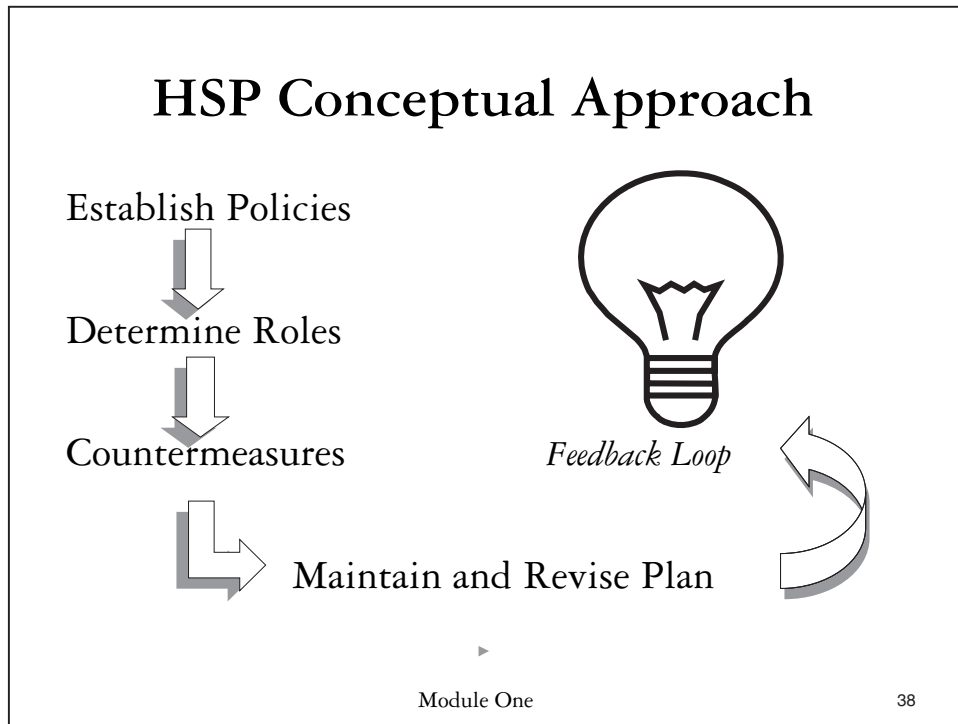 HSP Conceptual Approach
Establish Policies
Determine Roles
Countermeasures
Feedback Loop
Maintain and Revise Plan
Module One
38